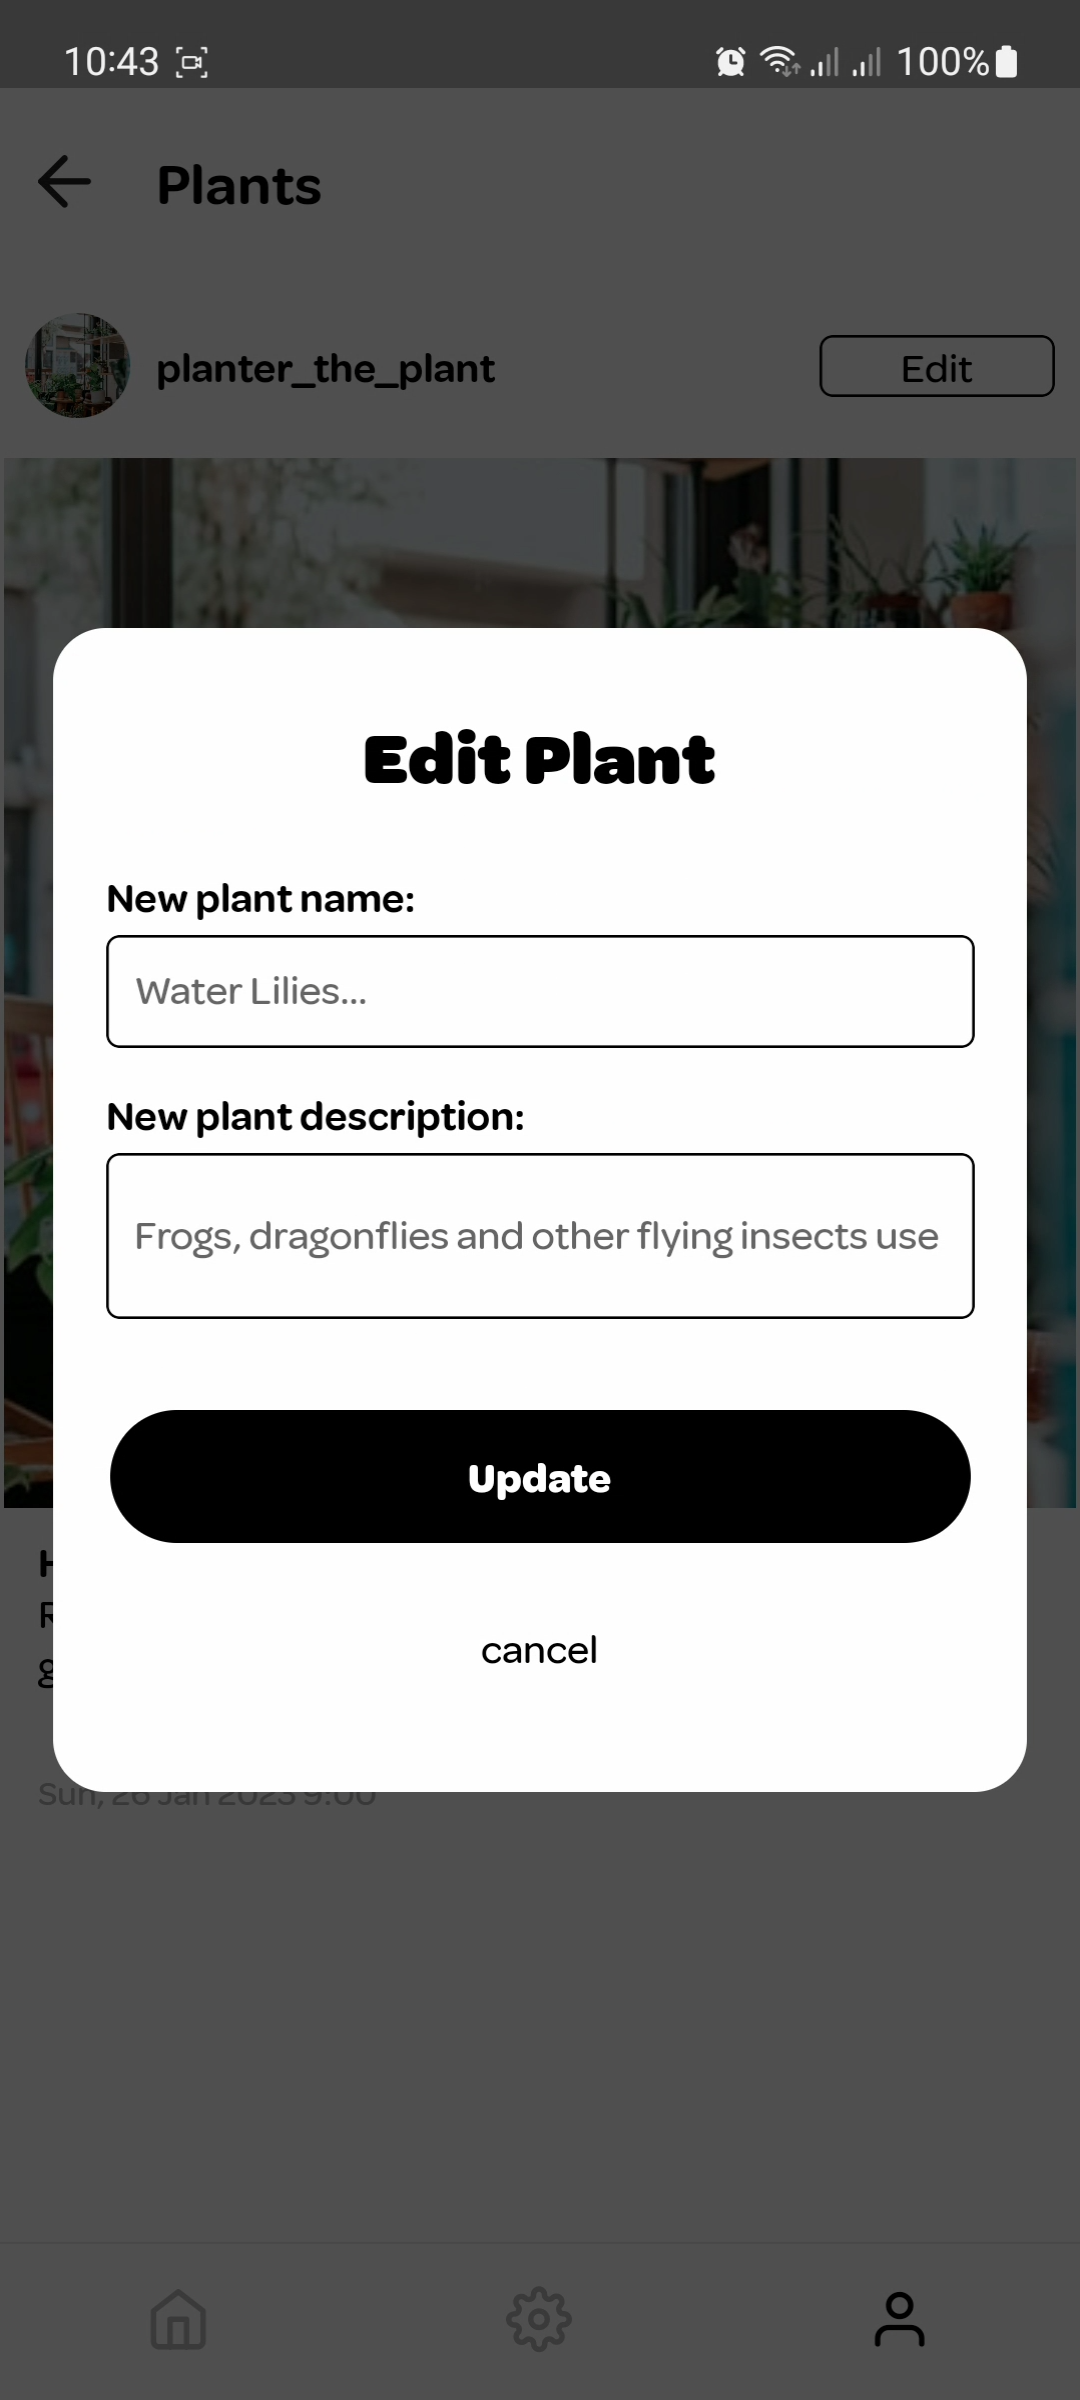 10:43 100%
Plants
planter_the_plant Edit
Edit Plant
New plant name:
Water Lilies...
New plant description:
Frogs, dragonflies and other flying insects use
Update
cancel
Sun, 26 Jan 2023 9:00